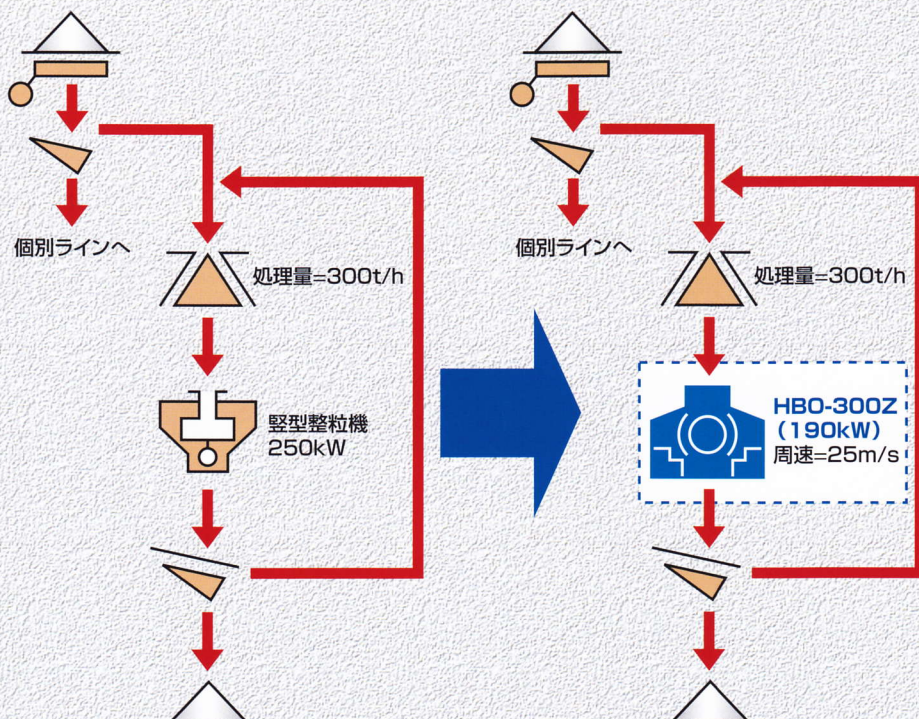 個別ラインへ
処理量=300t/h
竪型整粒機
250kW
個別ラインへ
処理量=300t/h
HBO-300Z
(190kW)
周速=25m/s